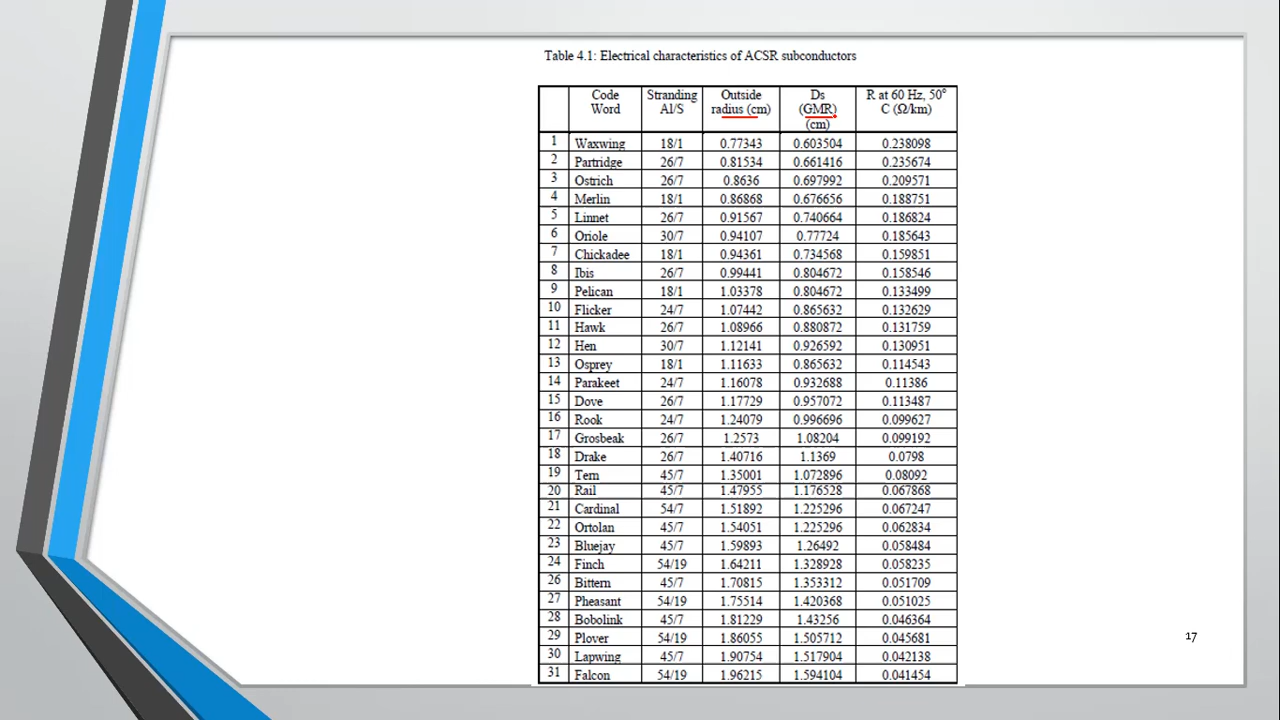 Table 4.1: Electrical characteristics of ACSR subconductors
Code Word Stranding Al/S Outside radius (cm) Ds (GMR) (cm) R at 60 Hz, 50° C (Ω/km)
1 Waxwing 18/1 0.77343 0.603504 0.238098
2 Partridge 26/7 0.81534 0.661416 0.235674
3 Ostrich 26/7 0.8636 0.697992 0.209571
4 Merlin 18/1 0.86868 0.676656 0.188751
5 Linnet 26/7 0.91567 0.740664 0.186824
6 Oriole 30/7 0.94107 0.77724 0.185643
7 Chickadee 18/1 0.94361 0.734568 0.159851
8 Ibis 26/7 0.99441 0.804672 0.158546
9 Pelican 18/1 1.03378 0.804672 0.133499
10 Flicker 24/7 1.07442 0.865632 0.132629
11 Hawk 26/7 1.08966 0.880872 0.131759
12 Hen 30/7 1.12141 0.926592 0.130951
13 Osprey 18/1 1.11633 0.865632 0.114543
14 Parakeet 24/7 1.16078 0.932688 0.11386
15 Dove 26/7 1.17729 0.957072 0.113487
16 Rook 24/7 1.24079 0.996696 0.099627
17 Grosbeak 26/7 1.2573 1.08204 0.099192
18 Drake 26/7 1.40716 1.1369 0.0798
19 Tern 45/7 1.35001 1.072896 0.08092
20 Rail 45/7 1.47955 1.176528 0.067868
21 Cardinal 54/7 1.51892 1.225296 0.067247
22 Ortolan 45/7 1.54051 1.225296 0.062834
23 Bluejay 45/7 1.59893 1.26492 0.058484
24 Finch 54/19 1.64211 1.328928 0.058235
26 Bittern 45/7 1.70815 1.353312 0.051709
27 Pheasant 54/19 1.75514 1.420368 0.051025
28 Bobolink 45/7 1.81229 1.43256 0.046364
29 Plover 54/19 1.86055 1.505712 0.045681
30 Lapwing 45/7 1.90754 1.517904 0.042138
31 Falcon 54/19 1.96215 1.594104 0.041454
17